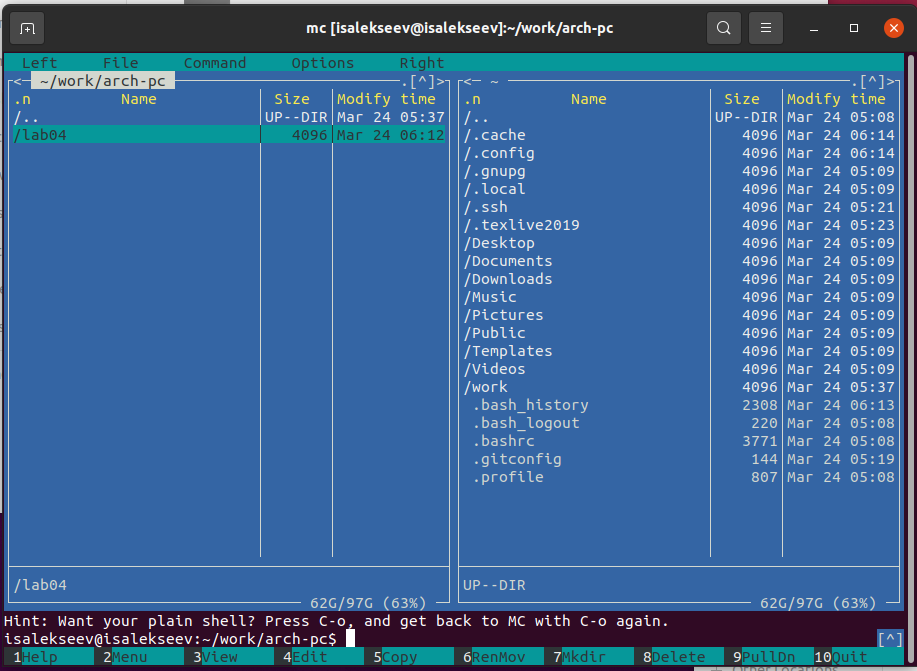 mc [isalekseev@isalekseev]:~/work/arch-pc
Left File Command Options Right
<─ ~/work/arch-pc .[^]>
.n Name Size Modify time
/.. UP--DIR Mar 24 05:37
/lab04 4096 Mar 24 06:12
/lab04
62G/97G (63%)
<─ ~ .[^]>
.n Name Size Modify time
/.. UP--DIR Mar 24 05:08
/.cache 4096 Mar 24 06:14
/.config 4096 Mar 24 06:14
/.gnupg 4096 Mar 24 05:09
/.local 4096 Mar 24 05:09
/.ssh 4096 Mar 24 05:21
/.texlive2019 4096 Mar 24 05:23
/Desktop 4096 Mar 24 05:09
/Documents 4096 Mar 24 05:09
/Downloads 4096 Mar 24 05:09
/Music 4096 Mar 24 05:09
/Pictures 4096 Mar 24 05:09
/Public 4096 Mar 24 05:09
/Templates 4096 Mar 24 05:09
/Videos 4096 Mar 24 05:09
/work 4096 Mar 24 05:37
.bash_history 2308 Mar 24 06:13
.bash_logout 220 Mar 24 05:08
.bashrc 3771 Mar 24 05:08
.gitconfig 144 Mar 24 05:19
.profile 807 Mar 24 05:08
UP--DIR
62G/97G (63%)
Hint: Want your plain shell? Press C-o, and get back to MC with C-o again.
isalekseev@isalekseev:~/work/arch-pc$ [^]
1Help 2Menu 3View 4Edit 5Copy 6RenMov 7Mkdir 8Delete 9PullDn 10Quit